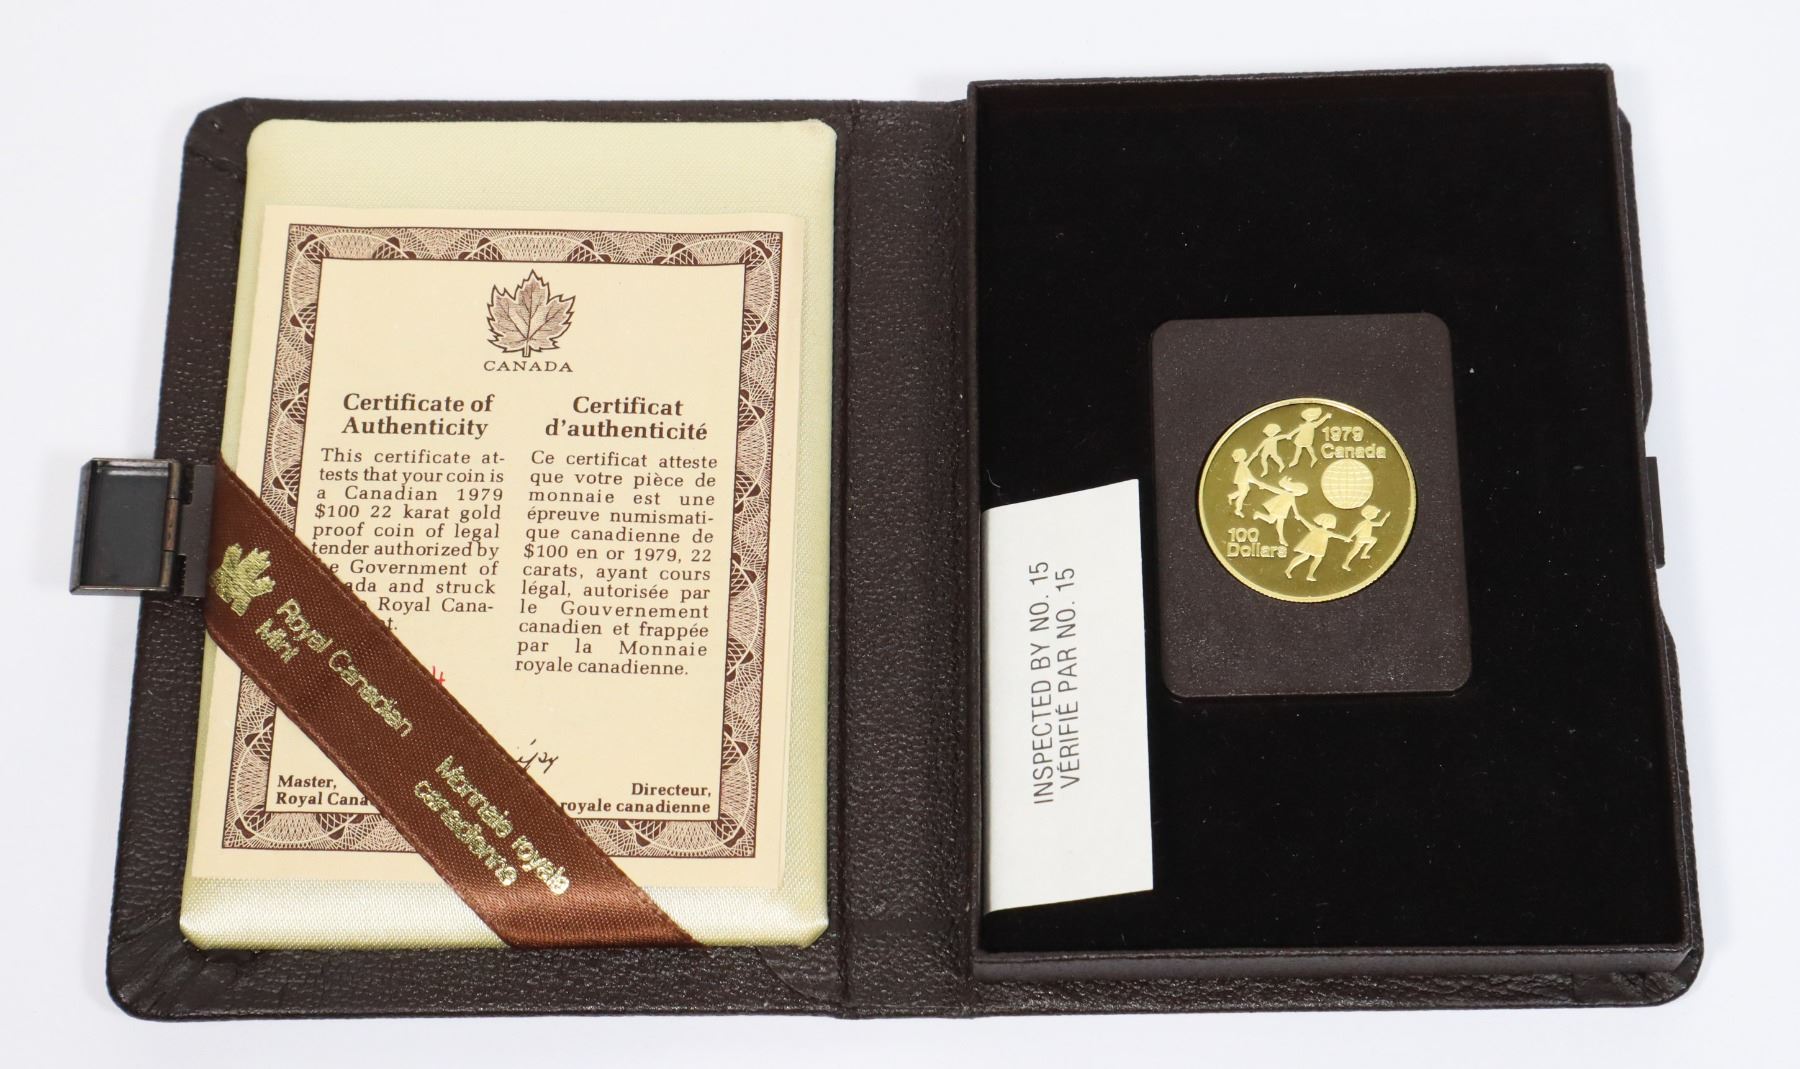 CANADA
Certificate of
Authenticity
This certificate at-
tests that your coin is
a Canadian 1979
$100 22 karat gold
proof coin of legal
tender authorized by
e Government of
ada and struck
Royal Cana-
t.
Certificat
d'authenticité
Ce certificat atteste
que votre pièce de
monnaie est une
épreuve numismati-
que canadienne de
$100 en or 1979, 22
carats, ayant cours
légal, autorisée par
le Gouvernement
canadien et frappée
par la Monnaie
royale canadienne.
Master,
Royal Cana
Directeur,
royale canadienne
Royal Canadian
Mint
Monnaie royale
canadienne
INSPECTED BY NO. 15
VÉRIFIÉ PAR NO. 15
1979
Canada
100
Dollars